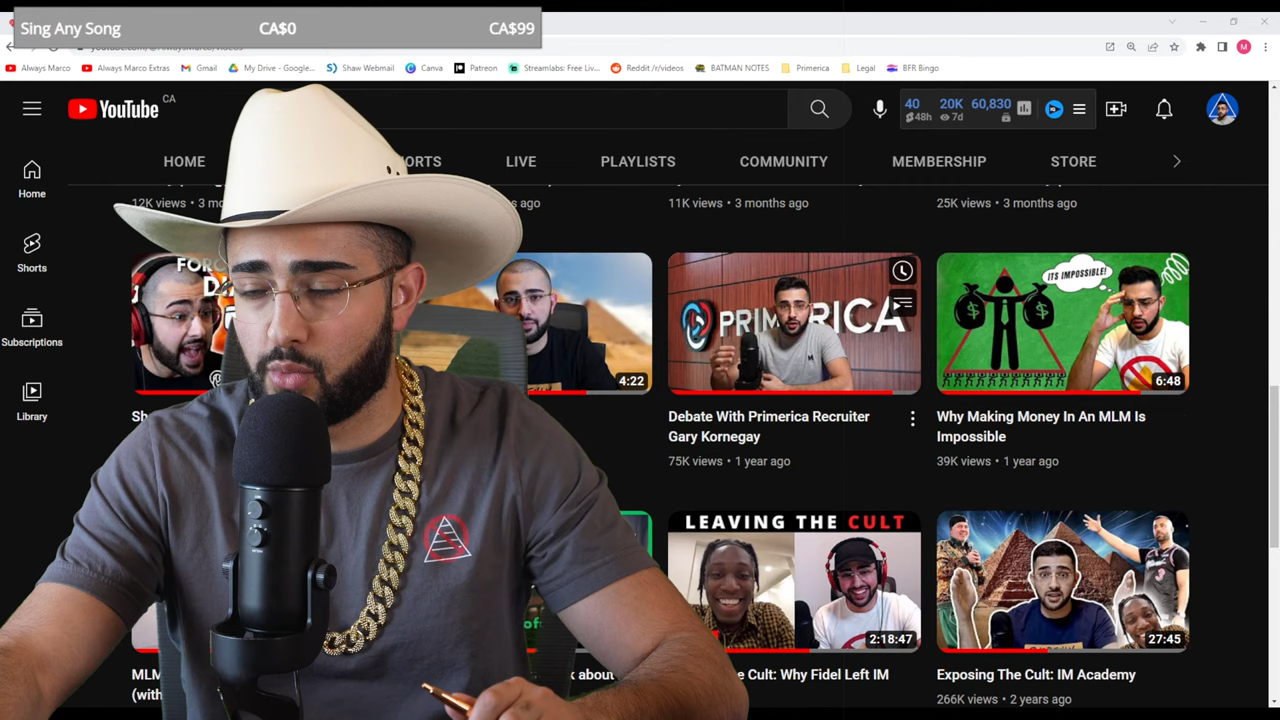 Sing Any Song CA$0 CA$99
Always Marco Always Marco Extras Gmail My Drive - Google... Shaw Webmail Canva Patreon Streamlabs: Free Liv... Reddit /r/videos BATMAN NOTES Primerica Legal BFR Bingo
YouTube CA
40 20K 60,830
48h 7d
HOME ORTS LIVE PLAYLISTS COMMUNITY MEMBERSHIP STORE
12K views • 3 mo
s ago
11K views • 3 months ago
25K views • 3 months ago
Home
Shorts
Subscriptions
Library
FOR
D
4:22
PRIMERICA
ITS IMPOSSIBLE!
6:48
Sh
Debate With Primerica Recruiter
Gary Kornegay
75K views • 1 year ago
Why Making Money In An MLM Is
Impossible
39K views • 1 year ago
LEAVING THE CULT
2:18:47
27:45
MLM
(with
k abou
e Cult: Why Fidel Left IM
Exposing The Cult: IM Academy
266K views • 2 years ago